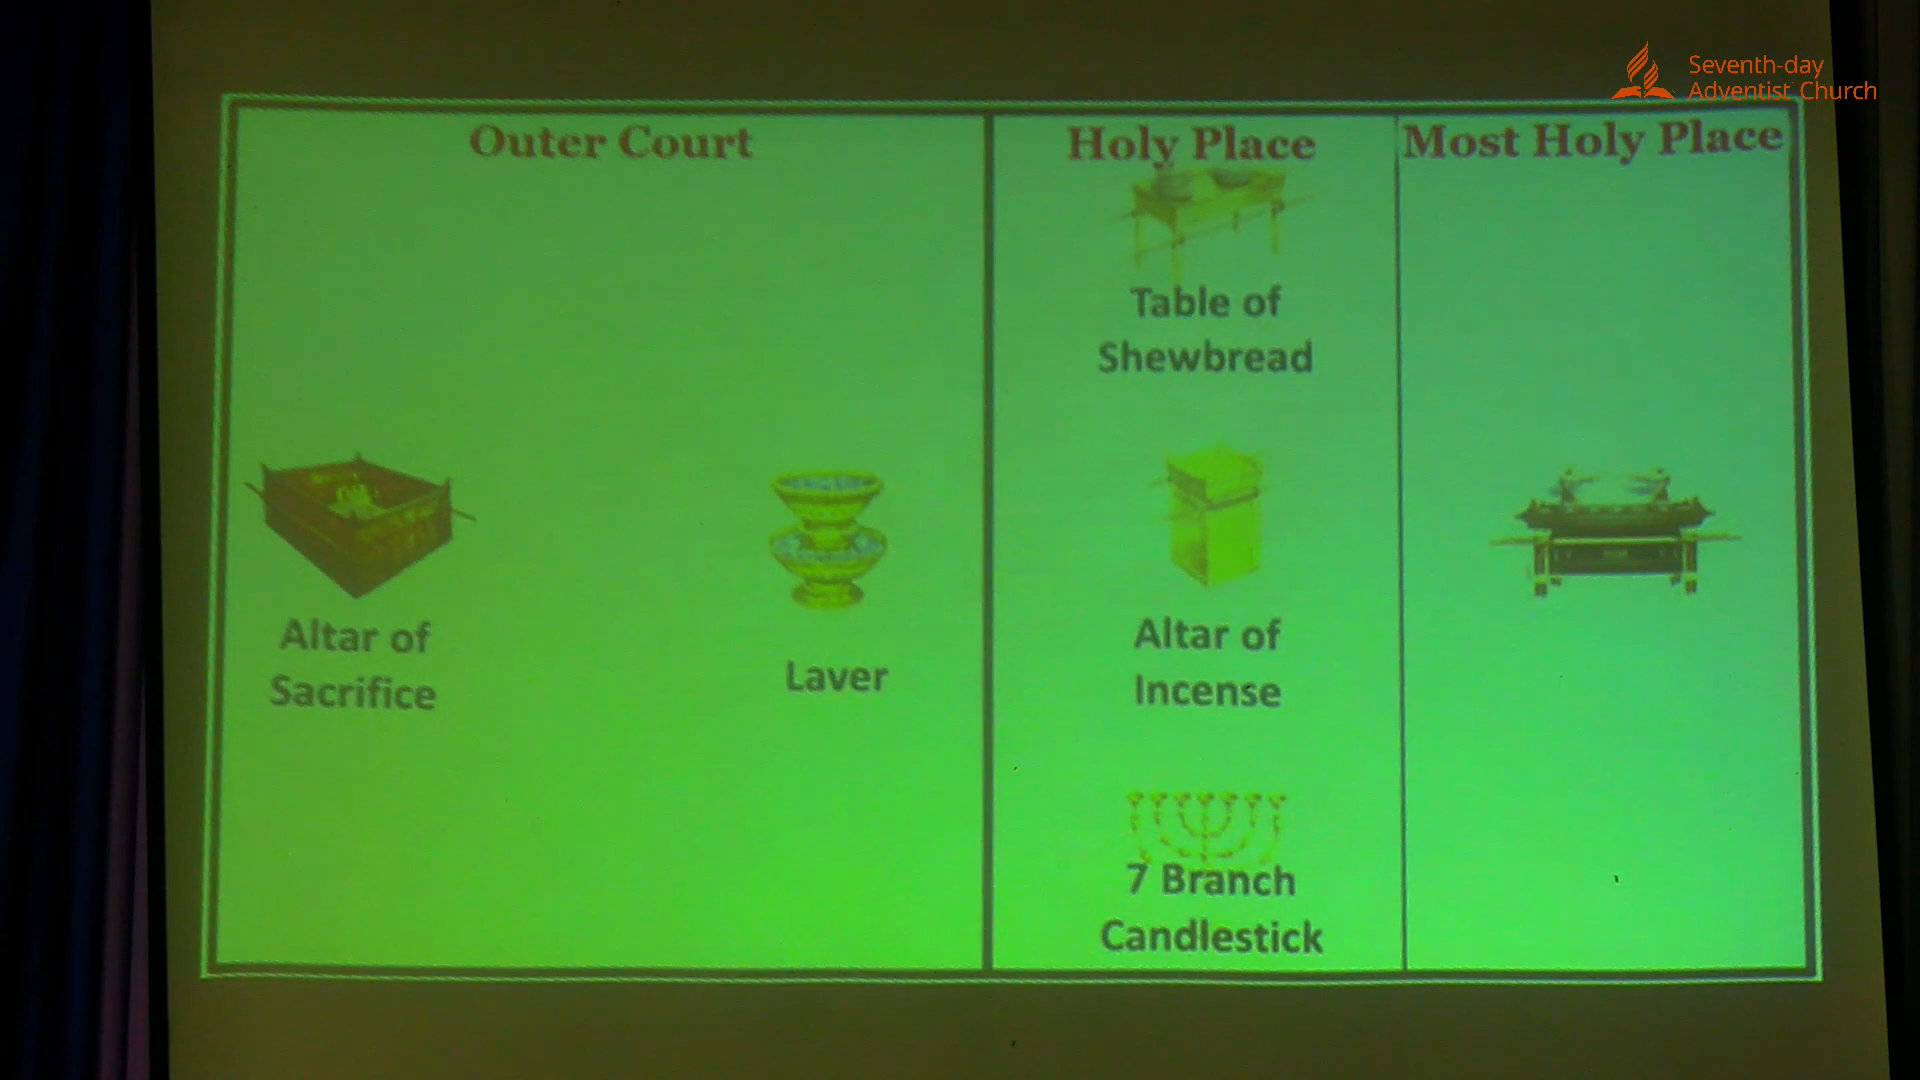 Seventh-day
Adventist Church
Outer Court
Holy Place
Most Holy Place
Table of
Shewbread
Altar of
Sacrifice
Laver
Altar of
Incense
7 Branch
Candlestick